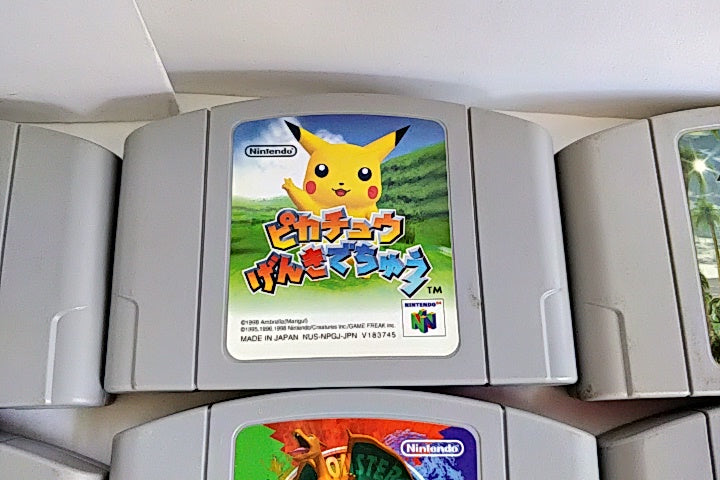 Nintendo
ピカチュウ
げんきでちゅう
TM
NINTENDO
N
©1998 Ambrella(Marigul)
©1995,1996,1998 Nintendo/Creatures inc./GAME FREAK inc.
MADE IN JAPAN NUS-NPGJ-JPN V183745
Nintendo